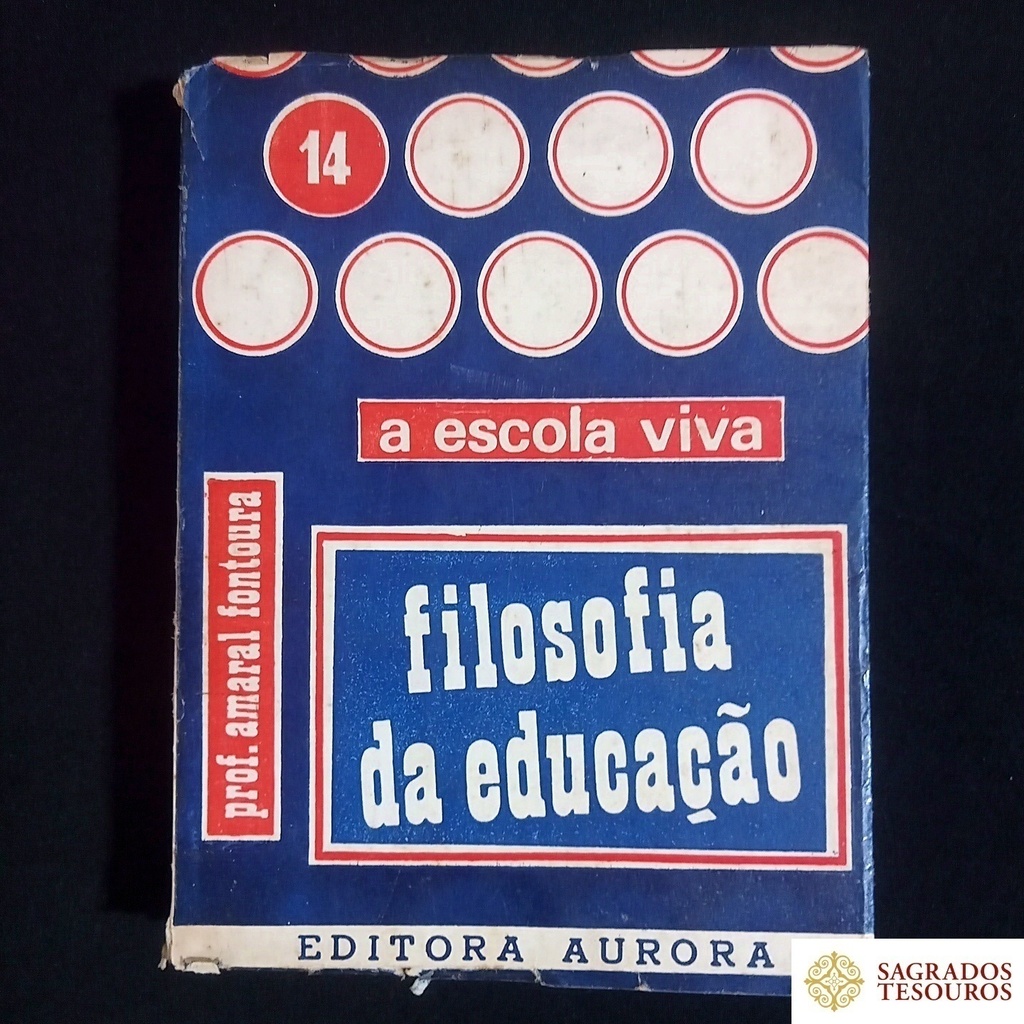 14
a escola viva
prof. amaral fontoura
filosofia
da educação
EDITORA AURORA
SAGRADOS
TESOUROS